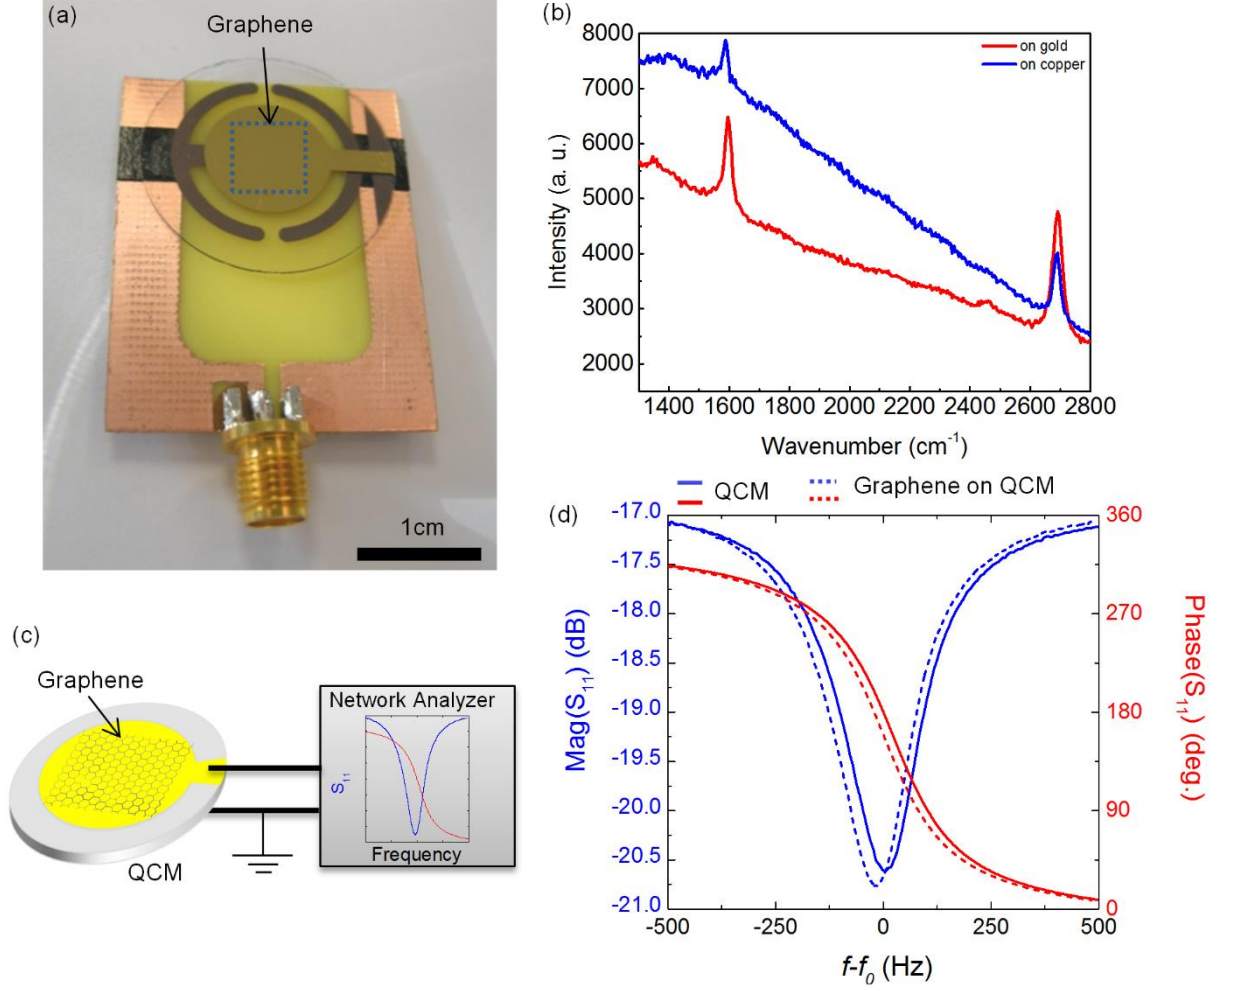 (a)
Graphene
1cm
(b)
8000
7000
6000
5000
4000
3000
2000
Intensity (a. u.)
on gold
on copper
1400 1600 1800 2000 2200 2400 2600 2800
Wavenumber (cm⁻¹)
(c)
Graphene
QCM
Network Analyzer
S₁₁
Frequency
QCM
Graphene on QCM
(d)
-17.0
-17.5
-18.0
-18.5
-19.0
-19.5
-20.0
-20.5
-21.0
Mag(S₁₁) (dB)
360
270
180
90
0
Phase(S₁₁) (deg.)
-500 -250 0 250 500
f-f₀ (Hz)